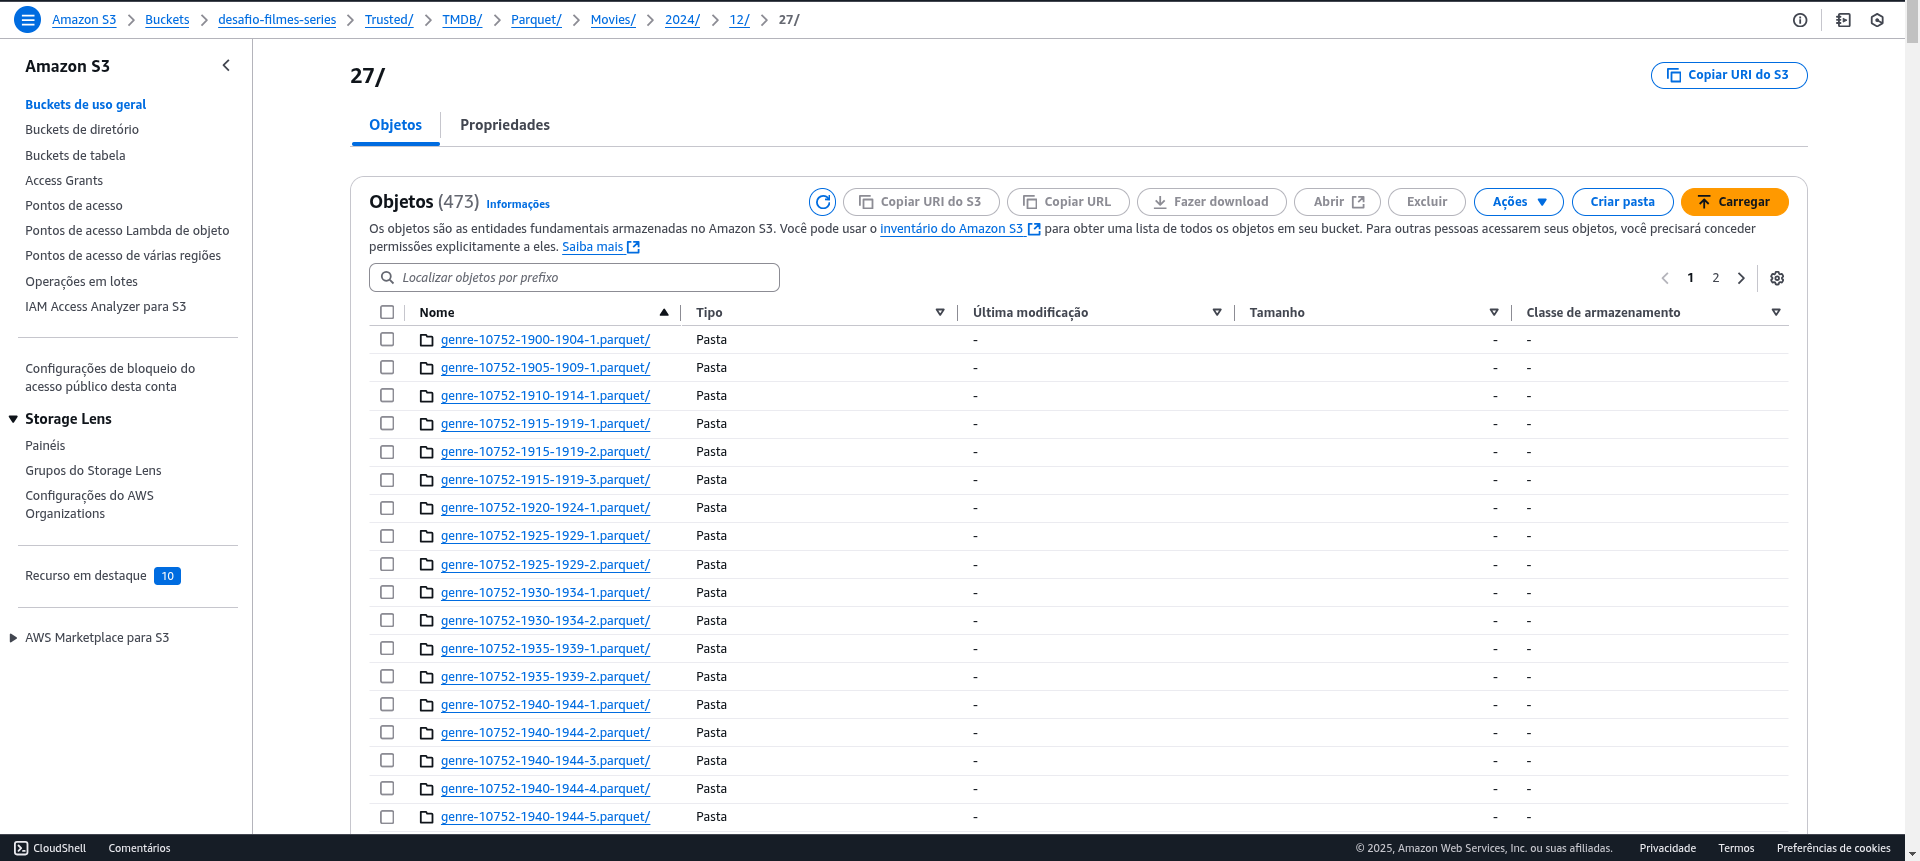 Amazon S3 Buckets desafio-filmes-series Trusted/ TMDB/ Parquet/ Movies/ 2024/ 12/ 27/
Amazon S3
Buckets de uso geral
Buckets de diretório
Buckets de tabela
Access Grants
Pontos de acesso
Pontos de acesso Lambda de objeto
Pontos de acesso de várias regiões
Operações em lotes
IAM Access Analyzer para S3
Configurações de bloqueio do
acesso público desta conta
Storage Lens
Painéis
Grupos do Storage Lens
Configurações do AWS
Organizations
Recurso em destaque 10
AWS Marketplace para S3
27/
Copiar URI do S3
Objetos Propriedades
Objetos (473) Informações
Copiar URI do S3 Copiar URL Fazer download Abrir Excluir Ações Criar pasta Carregar
Os objetos são as entidades fundamentais armazenadas no Amazon S3. Você pode usar o inventário do Amazon S3 para obter uma lista de todos os objetos em seu bucket. Para outras pessoas acessarem seus objetos, você precisará conceder
permissões explicitamente a eles. Saiba mais
Localizar objetos por prefixo
1 2
Nome Tipo Última modificação Tamanho Classe de armazenamento
genre-10752-1900-1904-1.parquet/ Pasta - - -
genre-10752-1905-1909-1.parquet/ Pasta - - -
genre-10752-1910-1914-1.parquet/ Pasta - - -
genre-10752-1915-1919-1.parquet/ Pasta - - -
genre-10752-1915-1919-2.parquet/ Pasta - - -
genre-10752-1915-1919-3.parquet/ Pasta - - -
genre-10752-1920-1924-1.parquet/ Pasta - - -
genre-10752-1925-1929-1.parquet/ Pasta - - -
genre-10752-1925-1929-2.parquet/ Pasta - - -
genre-10752-1930-1934-1.parquet/ Pasta - - -
genre-10752-1930-1934-2.parquet/ Pasta - - -
genre-10752-1935-1939-1.parquet/ Pasta - - -
genre-10752-1935-1939-2.parquet/ Pasta - - -
genre-10752-1940-1944-1.parquet/ Pasta - - -
genre-10752-1940-1944-2.parquet/ Pasta - - -
genre-10752-1940-1944-3.parquet/ Pasta - - -
genre-10752-1940-1944-4.parquet/ Pasta - - -
genre-10752-1940-1944-5.parquet/ Pasta - - -
CloudShell Comentários © 2025, Amazon Web Services, Inc. ou suas afiliadas. Privacidade Termos Preferências de cookies